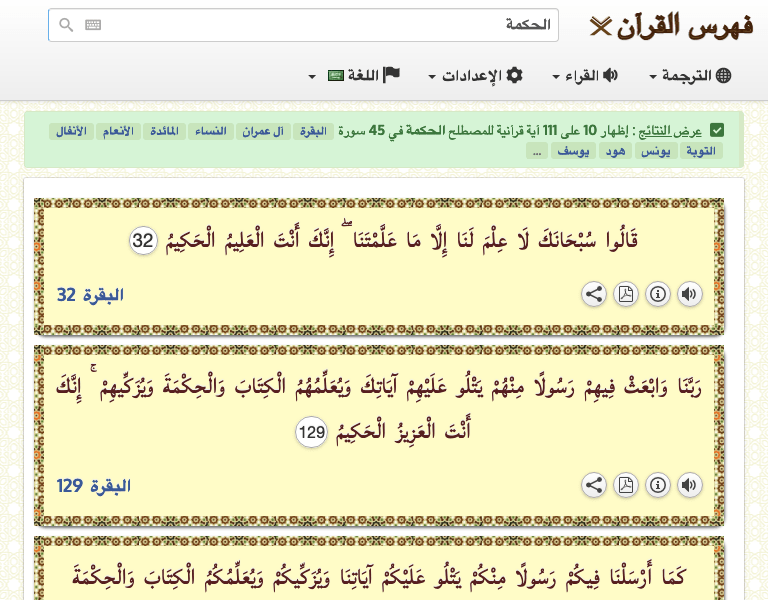 فهرس القرآن
الحكمة
الترجمة القراء الإعدادات اللغة
عرض النتائج : إظهار 10 على 111 آية قرآنية للمصطلح الحكمة في 45 سورة البقرة آل عمران النساء المائدة الأنعام الأنفال
التوبة يونس هود يوسف ...
قَالُوا سُبْحَانَكَ لَا عِلْمَ لَنَا إِلَّا مَا عَلَّمْتَنَا ۖ إِنَّكَ أَنْتَ الْعَلِيمُ الْحَكِيمُ 32
البقرة 32
رَبَّنَا وَابْعَثْ فِيهِمْ رَسُولًا مِنْهُمْ يَتْلُو عَلَيْهِمْ آيَاتِكَ وَيُعَلِّمُهُمُ الْكِتَابَ وَالْحِكْمَةَ وَيُزَكِّيهِمْ ۚ إِنَّكَ
أَنْتَ الْعَزِيزُ الْحَكِيمُ 129
البقرة 129
كَمَا أَرْسَلْنَا فِيكُمْ رَسُولًا مِنْكُمْ يَتْلُو عَلَيْكُمْ آيَاتِنَا وَيُزَكِّيكُمْ وَيُعَلِّمُكُمُ الْكِتَابَ وَالْحِكْمَةَ